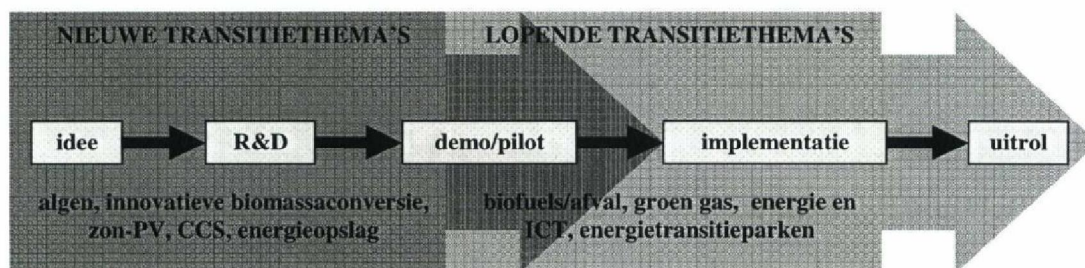 NIEUWE TRANSITIETHEMA'S
LOPENDE TRANSITIETHEMA'S
idee
R&D
demo/pilot
implementatie
uitrol
algen, innovatieve biomassaconversie,
zon-PV, CCS, energieopslag
biofuels/afval, groen gas, energie en
ICT, energietransitieparken